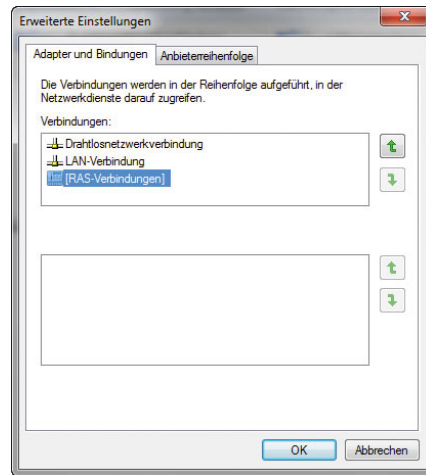 Erweiterte Einstellungen
Adapter und Bindungen
Anbieterreihenfolge
Die Verbindungen werden in der Reihenfolge aufgeführt, in der
Netzwerkdienste darauf zugreifen.
Verbindungen:
Drahtlosnetzwerkverbindung
LAN-Verbindung
[RAS-Verbindungen]
OK
Abbrechen